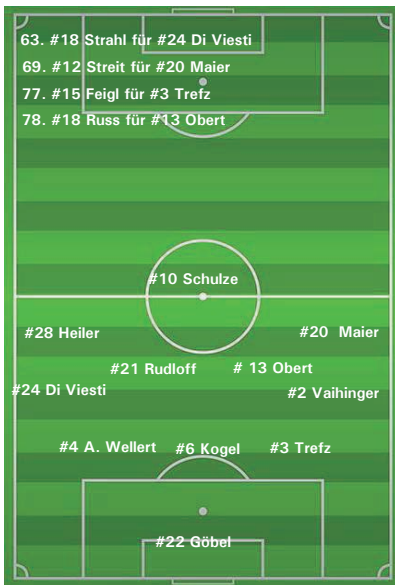 63. #18 Strahl für #24 Di Viesti
69. #12 Streit für #20 Maier
77. #15 Feigl für #3 Trefz
78. #18 Russ für #13 Obert
#10 Schulze
#28 Heiler #20 Maier
#21 Rudloff # 13 Obert
#24 Di Viesti #2 Vaihinger
#4 A. Wellert #6 Kogel #3 Trefz
#22 Göbel